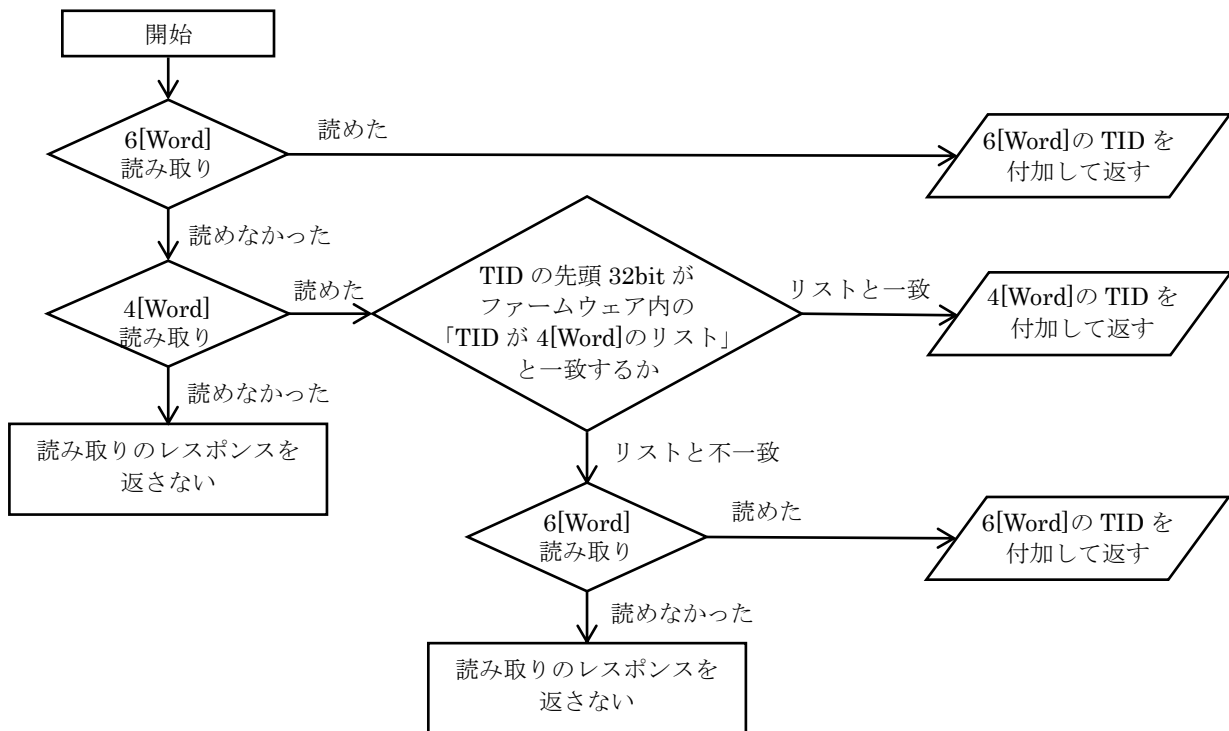 開始
6[Word]
読み取り
読めた
6[Word]の TID を
付加して返す
読めなかった
4[Word]
読み取り
読めた
TID の先頭 32bit が
ファームウェア内の
「TID が 4[Word]のリスト」
と一致するか
リストと一致
4[Word]の TID を
付加して返す
読めなかった
読み取りのレスポンスを
返さない
リストと不一致
6[Word]
読み取り
読めた
6[Word]の TID を
付加して返す
読めなかった
読み取りのレスポンスを
返さない